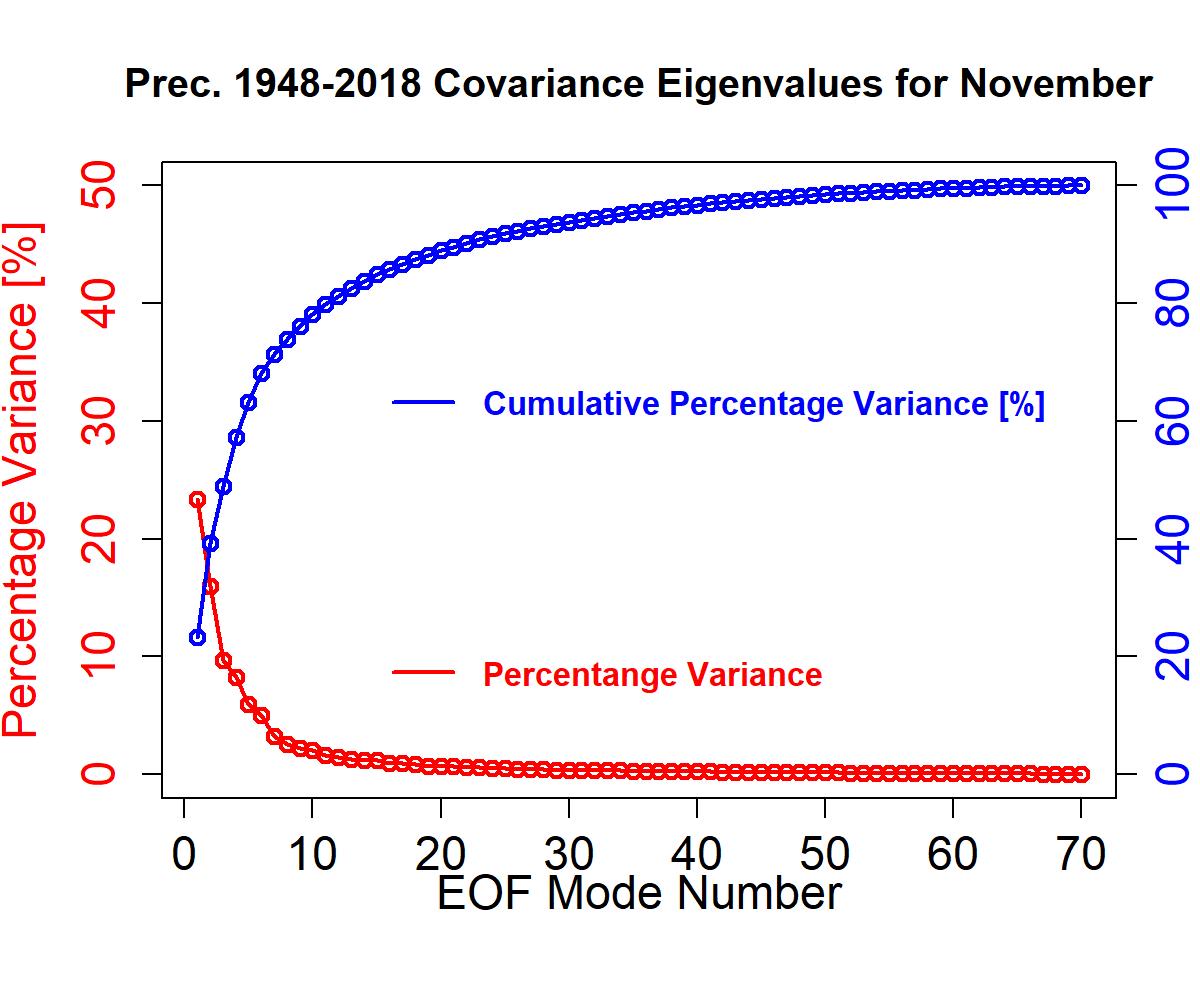 Prec. 1948-2018 Covariance Eigenvalues for November
Percentage Variance [%]
50
40
30
20
10
0
100
80
60
40
20
0
Cumulative Percentage Variance [%]
Percentange Variance
0 10 20 30 40 50 60 70
EOF Mode Number